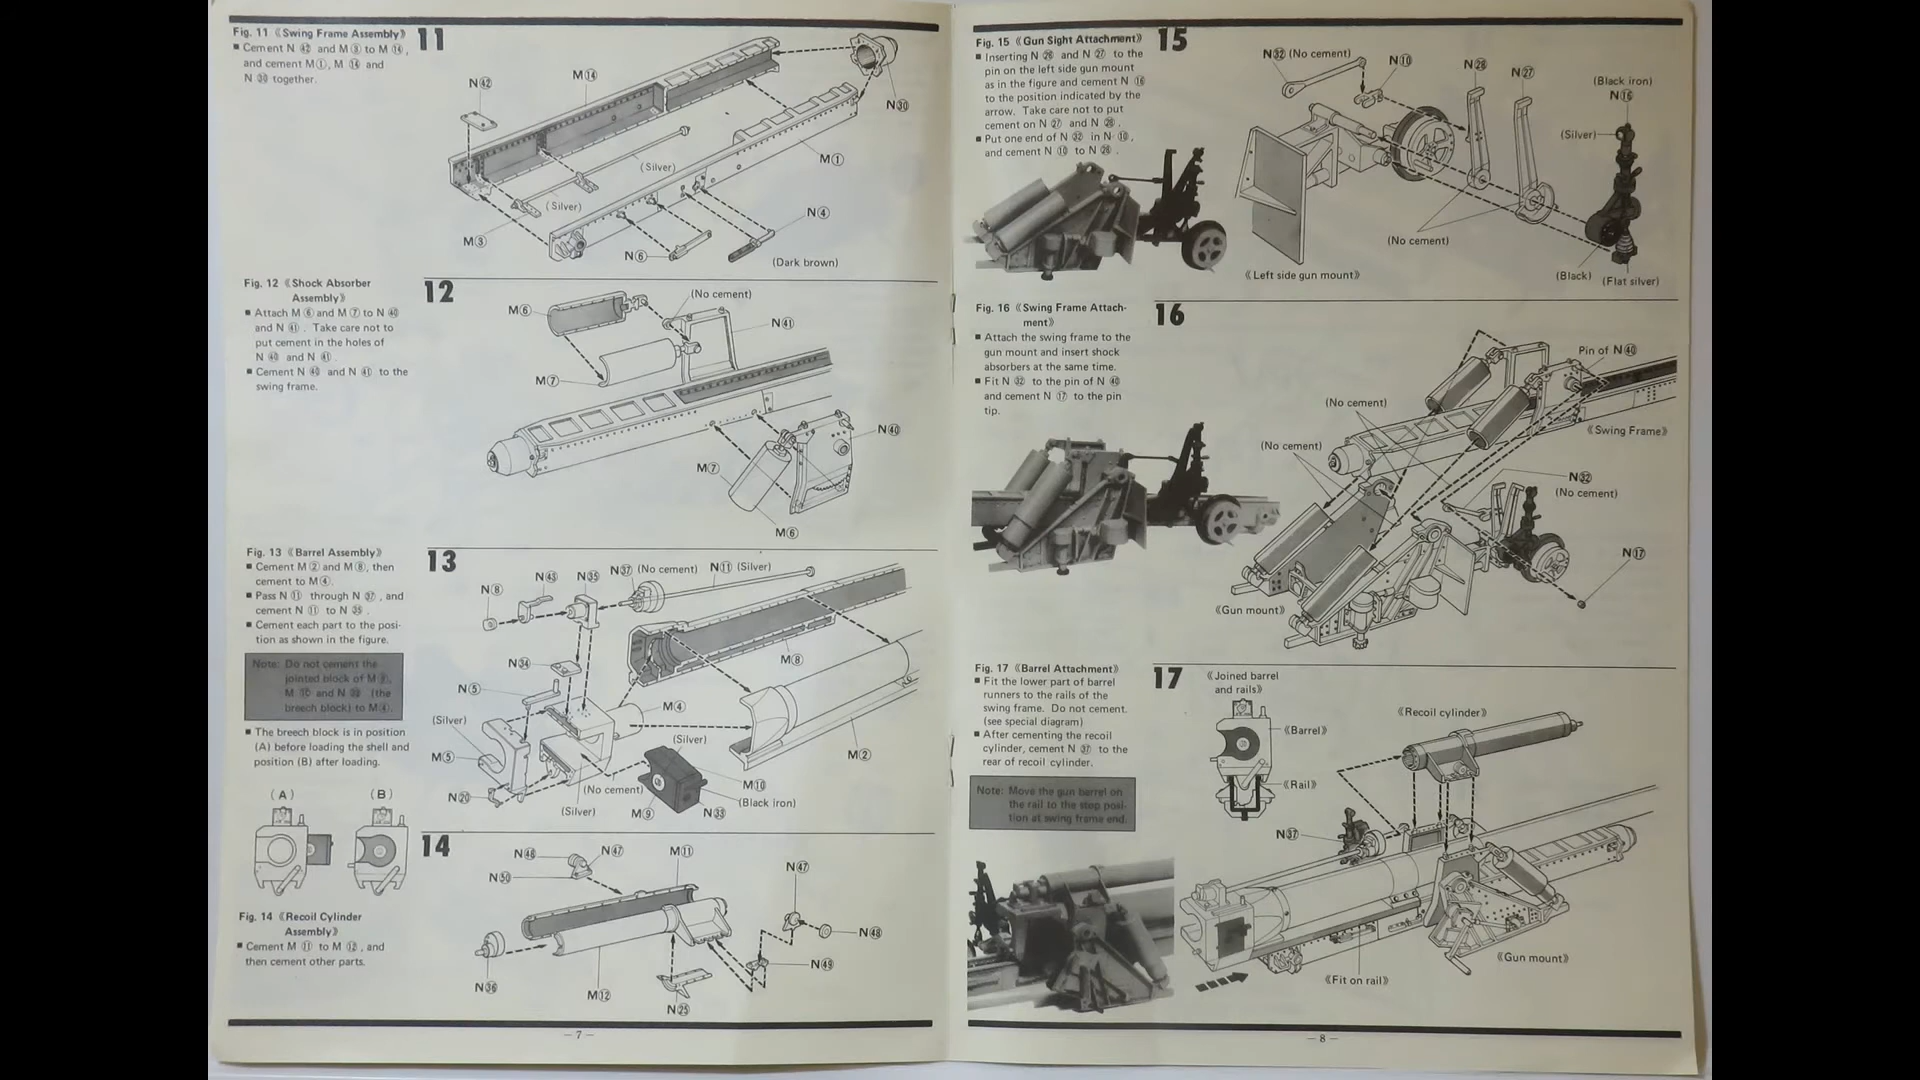 Fig. 11 《Swing Frame Assembly》
■ Cement N ㊷ and M ③ to M ⑭,
and cement M①, M ⑭ and
N ㉚ together.
11
N㊷
M⑭
N㉚
M①
(Silver)
(Silver)
M③
N④
N⑥
(Dark brown)
Fig. 12 《Shock Absorber
Assembly》
■ Attach M ⑥ and M ⑦ to N ㊵
and N ㊶. Take care not to
put cement in the holes of
N ㊵ and N ㊶.
■ Cement N ㊵ and N ㊶ to the
swing frame.
12
M⑥
(No cement)
N㊶
M⑦
N㊵
M⑦
M⑥
Fig. 13 《Barrel Assembly》
■ Cement M ② and M ⑧, then
cement to M ④.
■ Pass N ⑪ through N ㊲, and
cement N ⑪ to N ㉟.
■ Cement each part to the posi-
tion as shown in the figure.
Note: Do not cement the
jointed block of M ⑨,
M ⑩ and N ㉝ (the
breech block) to M ④.
■ The breech block is in position
(A) before loading the shell and
position (B) after loading.
(A)
(B)
13
N⑧
N㊸
N㉟
N㊲ (No cement)
N⑪ (Silver)
N㉞
M⑧
N⑤
M④
(Silver)
M⑤
(Silver)
M②
M⑩
N⑳
(No cement)
(Black iron)
(Silver)
M⑨
N㉝
Fig. 14 《Recoil Cylinder
Assembly》
■ Cement M ⑪ to M ⑫, and
then cement other parts.
14
N㊻
N㊼
M⑪
N㊿
N㊼
N㊽
N㊾
N㊱
M⑫
N㉕
— 7 —
Fig. 15 《Gun Sight Attachment》
■ Inserting N ㉘ and N ㉗ to the
pin on the left side gun mount
as in the figure and cement N ⑯
to the position indicated by the
arrow. Take care not to put
cement on N ㉗ and N ㉘.
■ Put one end of N ㉜ in N ⑩,
and cement N ⑩ to N ㉘.
15
N㉜ (No cement)
N⑩
N㉘
N㉗
(Black iron)
N⑯
(Silver)
(No cement)
《Left side gun mount》
(Black)
(Flat silver)
Fig. 16 《Swing Frame Attach-
ment》
■ Attach the swing frame to the
gun mount and insert shock
absorbers at the same time.
■ Fit N ㉜ to the pin of N ㊵
and cement N ⑰ to the pin
tip.
16
Pin of N㊵
(No cement)
(No cement)
《Swing Frame》
N㉜
(No cement)
N⑰
《Gun mount》
Fig. 17 《Barrel Attachment》
■ Fit the lower part of barrel
runners to the rails of the
swing frame. Do not cement.
(see special diagram)
■ After cementing the recoil
cylinder, cement N ㊲ to the
rear of recoil cylinder.
Note: Move the gun barrel on
the rail to the stop posi-
tion at swing frame end.
17
《Joined barrel
and rails》
《Recoil cylinder》
《Barrel》
《Rail》
N㊲
《Gun mount》
《Fit on rail》
— 8 —